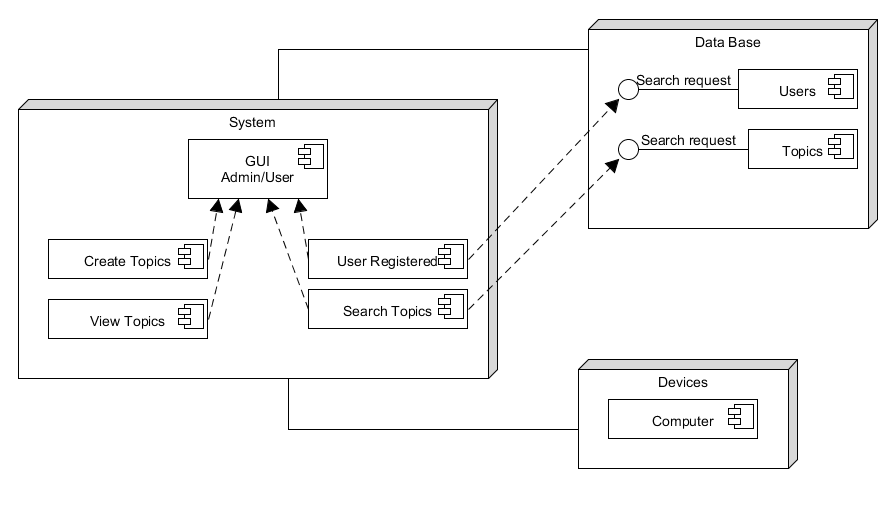 Data Base
Search request
Users
Search request
Topics
System
GUI
Admin/User
Create Topics
User Registered
View Topics
Search Topics
Devices
Computer